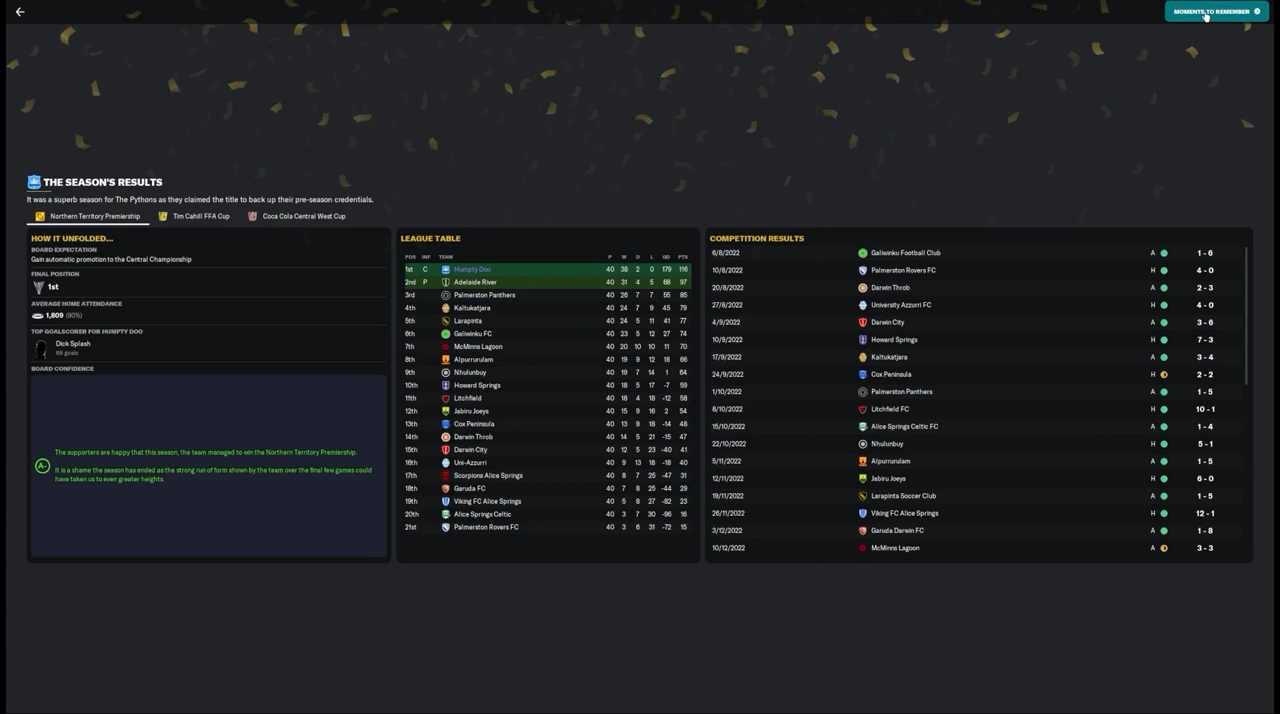 MOMENTS TO REMEMBER
THE SEASON'S RESULTS
It was a superb season for The Pythons as they claimed the title to back up their pre-season credentials.
Northern Territory Premiership Tim Cahill FFA Cup Coca Cola Central West Cup
HOW IT UNFOLDED...
BOARD EXPECTATION
Gain automatic promotion to the Central Championship
FINAL POSITION
1st
AVERAGE HOME ATTENDANCE
1,809 (90%)
TOP GOALSCORER FOR HUMPTY DOO
Dick Splash
68 goals
BOARD CONFIDENCE
A-
The supporters are happy that this season, the team managed to win the Northern Territory Premiership.
It is a shame the season has ended as the strong run of form shown by the team over the final few games could
have taken us to even greater heights.
LEAGUE TABLE
POS INF TEAM P W D L GD PTS
1st C Humpty Doo 40 38 2 0 179 116
2nd P Adelaide River 40 31 4 5 68 97
3rd Palmerston Panthers 40 26 7 7 55 85
4th Kaltukatjara 40 24 7 9 45 79
5th Larapinta 40 24 5 11 41 77
6th Galiwinku FC 40 23 5 12 27 74
7th McMinns Lagoon 40 20 10 10 11 70
8th Alpurrurulam 40 19 9 12 18 66
9th Nhulunbuy 40 19 7 14 1 64
10th Howard Springs 40 18 5 17 -7 59
11th Litchfield 40 18 4 18 -12 58
12th Jabiru Joeys 40 15 9 16 2 54
13th Cox Peninsula 40 13 9 18 -14 48
14th Darwin Throb 40 14 5 21 -15 47
15th Darwin City 40 12 5 23 -40 41
16th Uni-Azzurri 40 9 13 18 -18 40
17th Scorpions Alice Springs 40 8 7 25 -47 31
18th Garuda FC 40 7 8 25 -44 29
19th Viking FC Alice Springs 40 5 8 27 -82 23
20th Alice Springs Celtic 40 3 7 30 -96 16
21st Palmerston Rovers FC 40 3 6 31 -72 15
COMPETITION RESULTS
6/8/2022 Galiwinku Football Club A 1 - 6
10/8/2022 Palmerston Rovers FC H 4 - 0
20/8/2022 Darwin Throb A 2 - 3
27/8/2022 University Azzurri FC H 4 - 0
4/9/2022 Darwin City A 3 - 6
10/9/2022 Howard Springs H 7 - 3
17/9/2022 Kaltukatjara A 3 - 4
24/9/2022 Cox Peninsula H 2 - 2
1/10/2022 Palmerston Panthers A 1 - 5
8/10/2022 Litchfield FC H 10 - 1
15/10/2022 Alice Springs Celtic FC A 1 - 4
22/10/2022 Nhulunbuy H 5 - 1
5/11/2022 Alpurrurulam A 1 - 5
12/11/2022 Jabiru Joeys H 6 - 0
19/11/2022 Larapinta Soccer Club A 1 - 5
26/11/2022 Viking FC Alice Springs H 12 - 1
3/12/2022 Garuda Darwin FC A 1 - 8
10/12/2022 McMinns Lagoon A 3 - 3